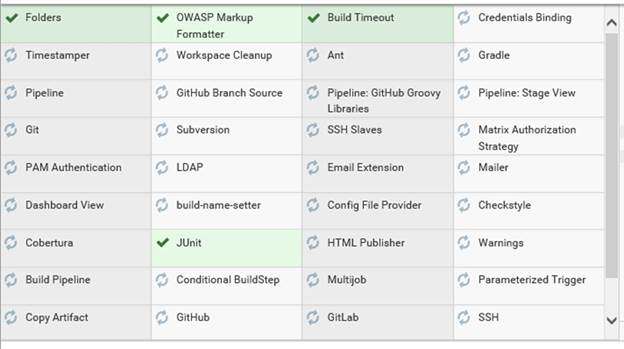 Folders
OWASP Markup
Formatter
Build Timeout
Credentials Binding
Timestamper
Workspace Cleanup
Ant
Gradle
Pipeline
GitHub Branch Source
Pipeline: GitHub Groovy
Libraries
Pipeline: Stage View
Git
Subversion
SSH Slaves
Matrix Authorization
Strategy
PAM Authentication
LDAP
Email Extension
Mailer
Dashboard View
build-name-setter
Config File Provider
Checkstyle
Cobertura
JUnit
HTML Publisher
Warnings
Build Pipeline
Conditional BuildStep
Multijob
Parameterized Trigger
Copy Artifact
GitHub
GitLab
SSH